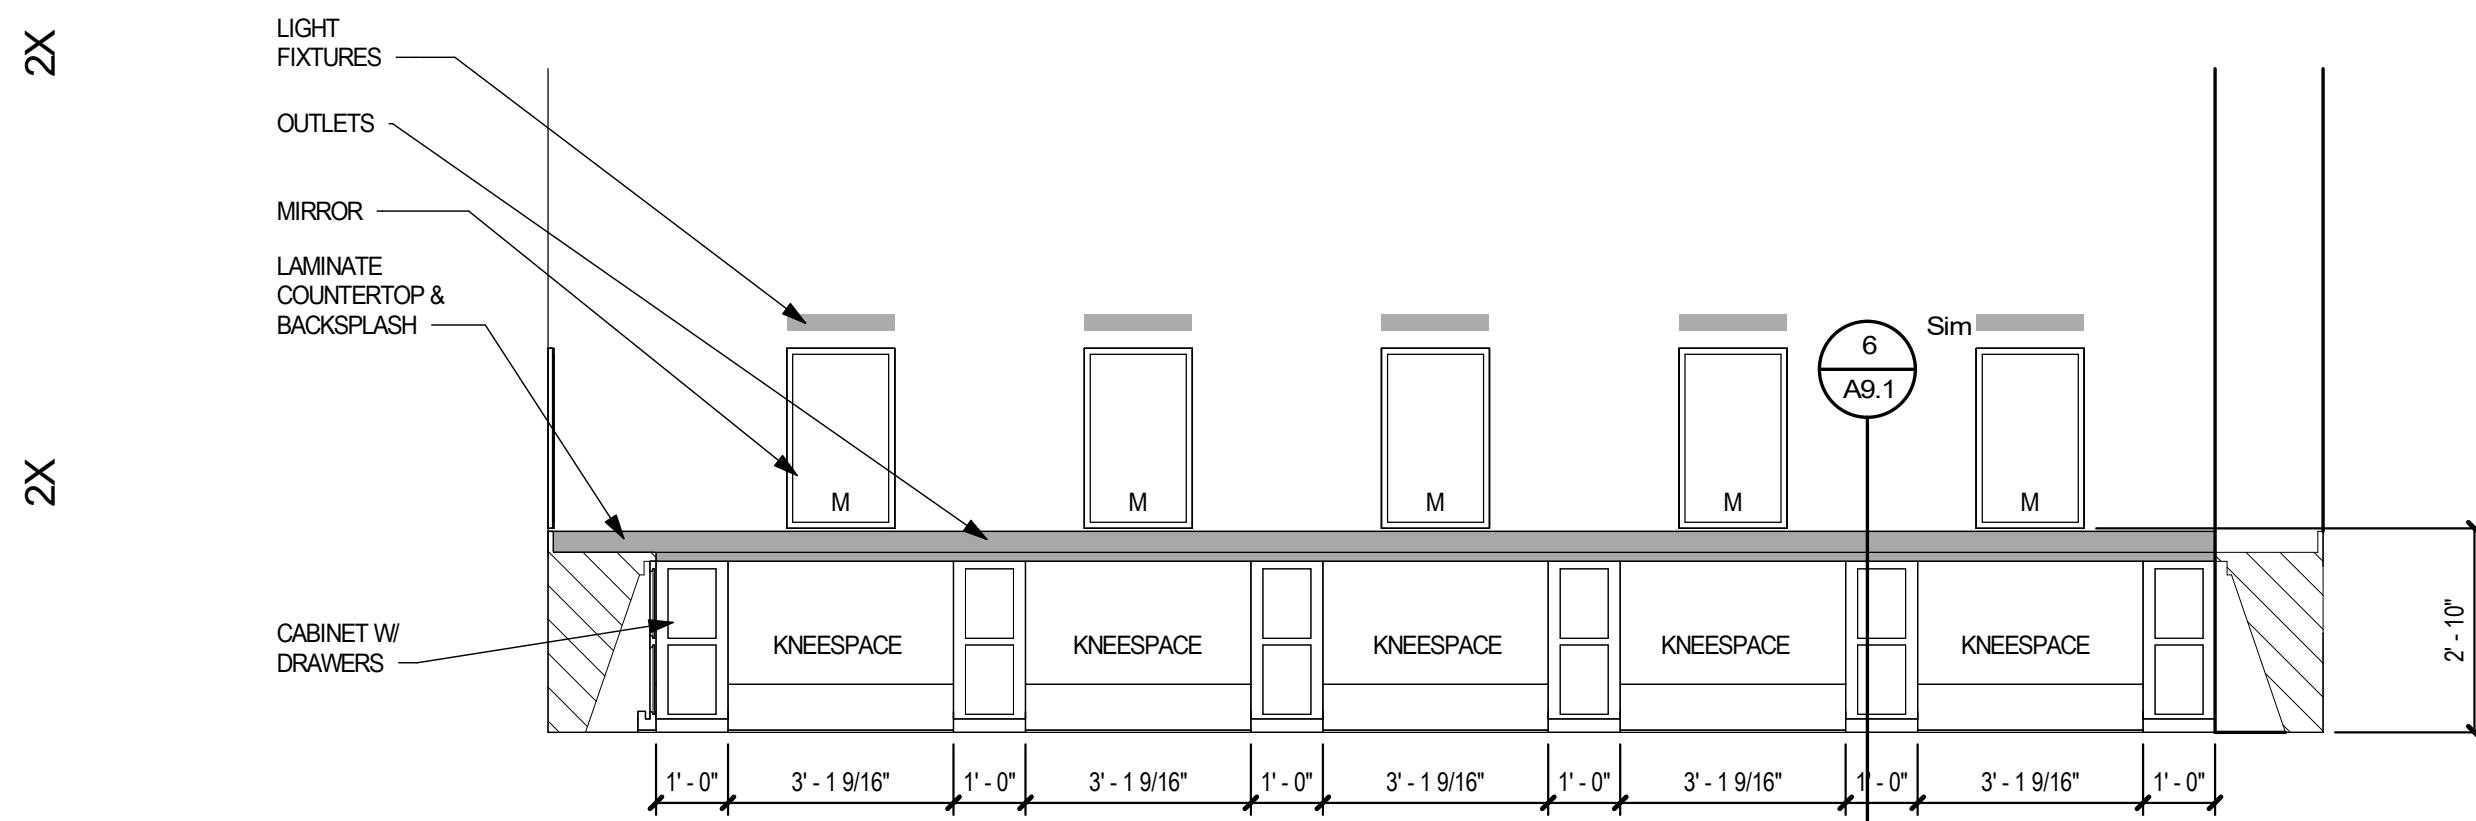 2X
2X
LIGHT
FIXTURES
OUTLETS
MIRROR
LAMINATE
COUNTERTOP &
BACKSPLASH
CABINET W/
DRAWERS
6
A9.1
Sim
M M M M M
KNEESPACE KNEESPACE KNEESPACE KNEESPACE KNEESPACE
2' - 10"
1' - 0" 3' - 1 9/16" 1' - 0" 3' - 1 9/16" 1' - 0" 3' - 1 9/16" 1' - 0" 3' - 1 9/16" 1' - 0" 3' - 1 9/16" 1' - 0"